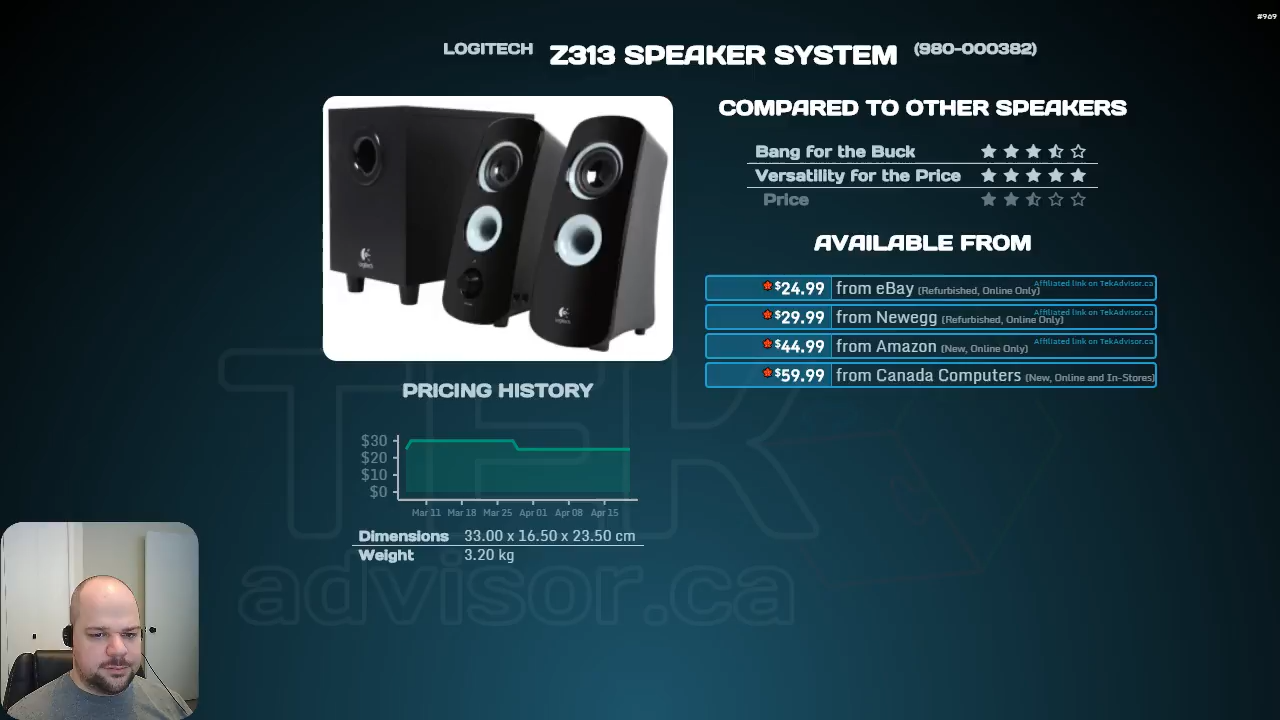 #969
LOGITECH Z313 SPEAKER SYSTEM (980-000382)
COMPARED TO OTHER SPEAKERS
Bang for the Buck
Versatility for the Price
Price
AVAILABLE FROM
$24.99 from eBay (Refurbished, Online Only) Affiliated link on TekAdvisor.ca
$29.99 from Newegg (Refurbished, Online Only) Affiliated link on TekAdvisor.ca
$44.99 from Amazon (New, Online Only) Affiliated link on TekAdvisor.ca
$59.99 from Canada Computers (New, Online and In-Stores)
Logitech
Logitech
PRICING HISTORY
$30
$20
$10
$0
Mar 11 Mar 18 Mar 25 Apr 01 Apr 08 Apr 15
Dimensions 33.00 x 16.50 x 23.50 cm
Weight 3.20 kg
TEK
advisor.ca